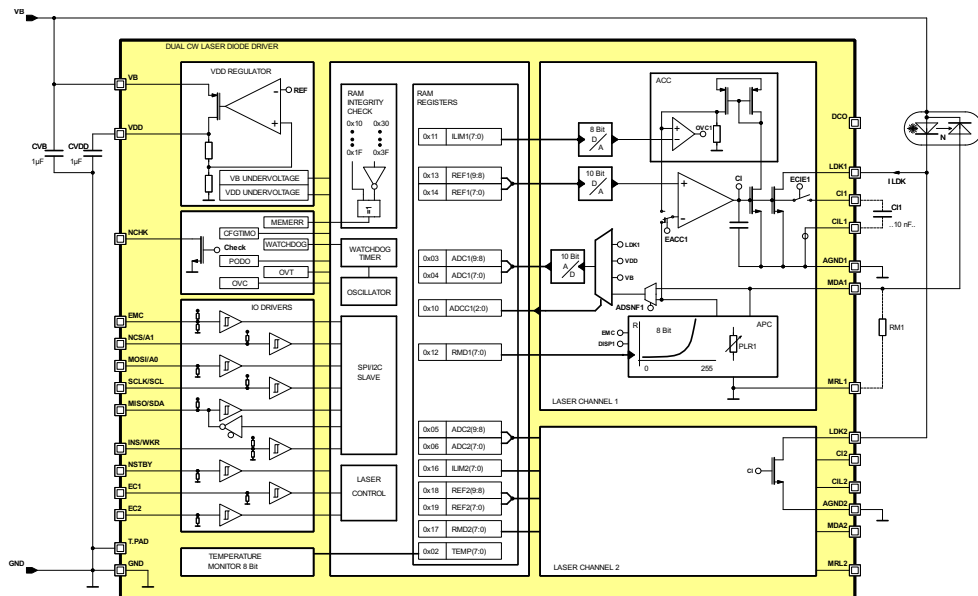 VB
DUAL CW LASER DIODE DRIVER
VB
VDD REGULATOR
REF
VDD
CVB
1µF
CVDD
1µF
VB UNDERVOLTAGE
VDD UNDERVOLTAGE
NCHK
Check
MEMERR
CFGTIMO
WATCHDOG
PODO
OVT
OVC
RAM
INTEGRITY
CHECK
0x10
0x30
0x1F
0x3F
=1
WATCHDOG
TIMER
OSCILLATOR
IO DRIVERS
EMC
NCS/A1
MOSI/A0
SCLK/SCL
MISO/SDA
INS/WKR
NSTBY
EC1
EC2
SPI/I2C
SLAVE
LASER
CONTROL
T.PAD
GND
GND
TEMPERATURE
MONITOR 8 Bit
RAM
REGISTERS
0x11 ILIM1(7:0)
0x13 REF1(9:8)
0x14 REF1(7:0)
0x03 ADC1(9:8)
0x04 ADC1(7:0)
0x10 ADCC1(2:0)
0x12 RMD1(7:0)
0x05 ADC2(9:8)
0x06 ADC2(7:0)
0x16 ILIM2(7:0)
0x18 REF2(9:8)
0x19 REF2(7:0)
0x17 RMD2(7:0)
0x02 TEMP(7:0)
8 Bit
D
A
10 Bit
D
A
10 Bit
A
D
ACC
OVC1
CI
ECIE1
EACC1
LDK1
VDD
VB
ADSNF1
APC
EMC
DISP1
R
8 Bit
0
255
PLR1
LASER CHANNEL 1
CI
LASER CHANNEL 2
DCO
LDK1
CI1
CIL1
AGND1
MDA1
MRL1
LDK2
CI2
CIL2
AGND2
MDA2
MRL2
N
I LDK
CI1
..10 nF..
RM1